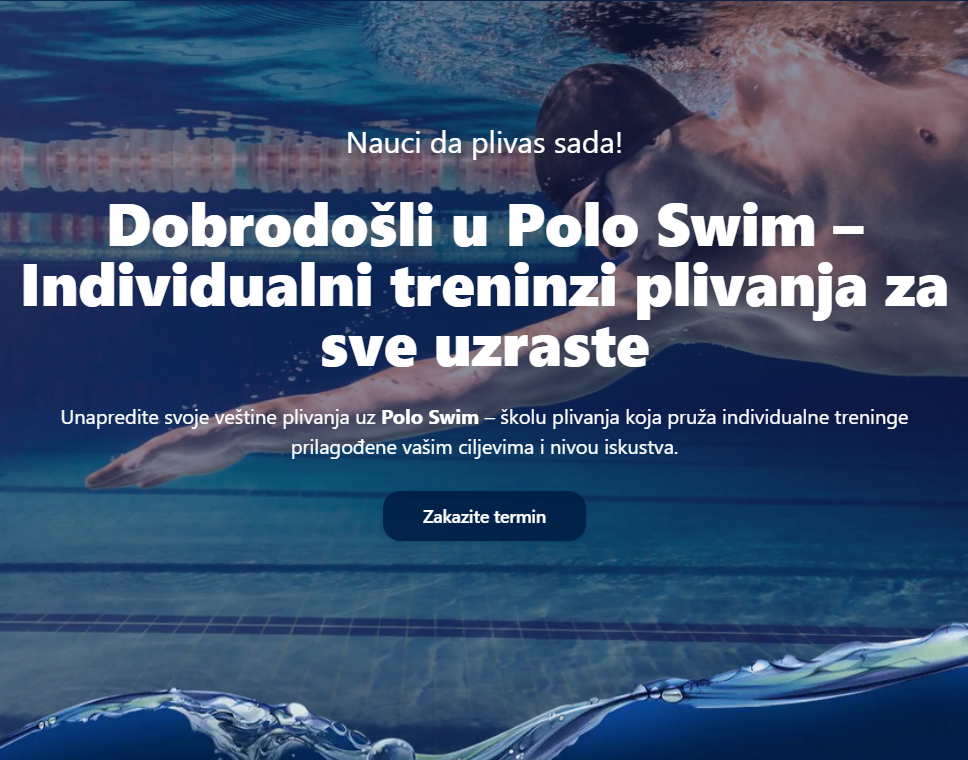 Nauci da plivas sada!
Dobrodošli u Polo Swim –
Individualni treninzi plivanja za
sve uzraste
Unapredite svoje veštine plivanja uz Polo Swim – školu plivanja koja pruža individualne treninge
prilagođene vašim ciljevima i nivou iskustva.
Zakazite termin